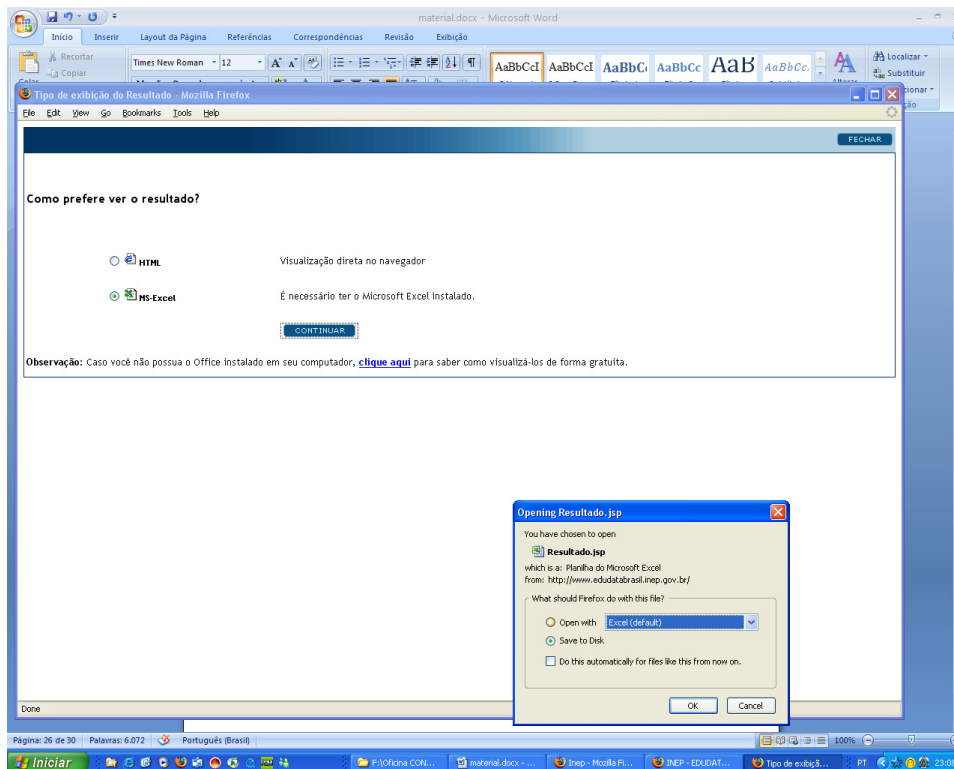 material.docx - Microsoft Word
Início Inserir Layout da Página Referências Correspondências Revisão Exibição
Recortar
Copiar
Times New Roman 12
AaBbCcI AaBbCcI AaBbC AaBbCc AaB AaBbCc.
Localizar
Substituir
Tipo de exibição do Resultado - Mozilla Firefox
File Edit View Go Bookmarks Tools Help
FECHAR
Como prefere ver o resultado?
HTML Visualização direta no navegador
MS-Excel É necessário ter o Microsoft Excel instalado.
CONTINUAR
Observação: Caso você não possua o Office instalado em seu computador, clique aqui para saber como visualizá-los de forma gratuita.
Opening Resultado.jsp
You have chosen to open
Resultado.jsp
which is a: Planilha do Microsoft Excel
from: http://www.edudatabrasil.inep.gov.br/
What should Firefox do with this file?
Open with Excel (default)
Save to Disk
Do this automatically for files like this from now on.
OK Cancel
Done
Página: 26 de 30 Palavras: 6.072 Português (Brasil) 100%
Iniciar F:\Oficina CON... material.docx - ... Inep - Mozilla Fi... INEP - EDUDAT... Tipo de exibiçã... PT 23:08